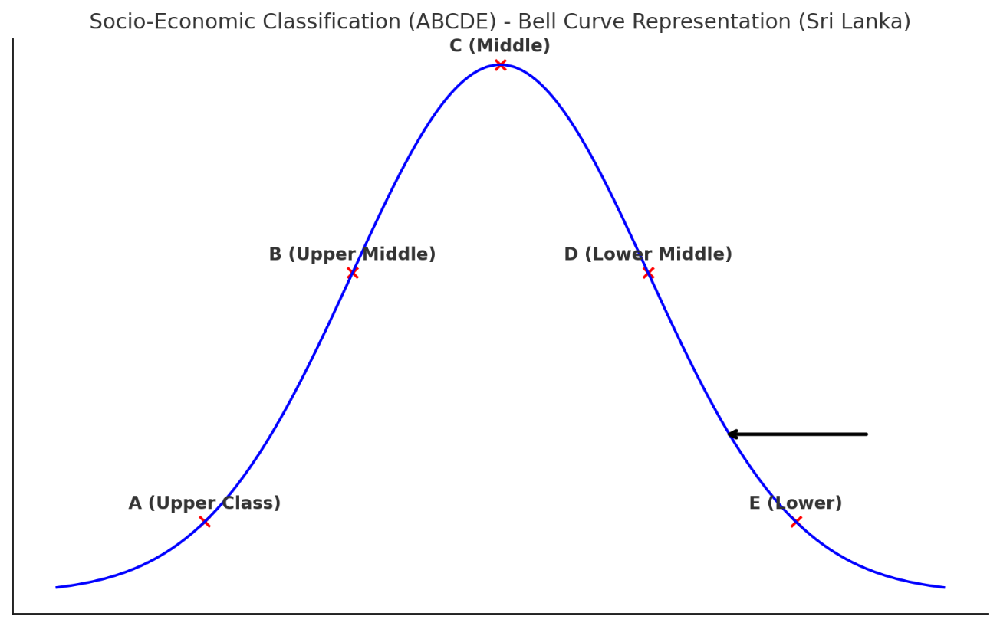 Socio-Economic Classification (ABCDE) - Bell Curve Representation (Sri Lanka)
C (Middle)
B (Upper Middle)
D (Lower Middle)
A (Upper Class)
E (Lower)